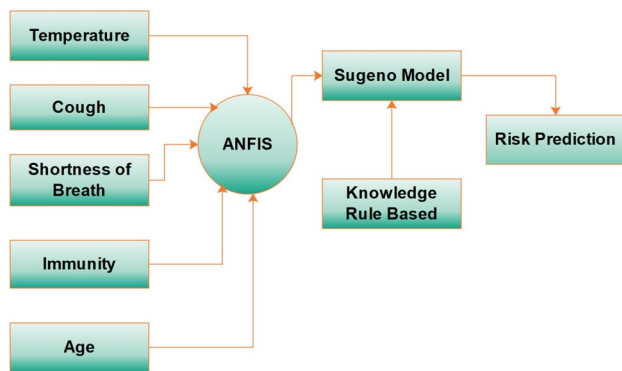 Temperature
Cough
Shortness of
Breath
Immunity
Age
ANFIS
Sugeno Model
Knowledge
Rule Based
Risk Prediction